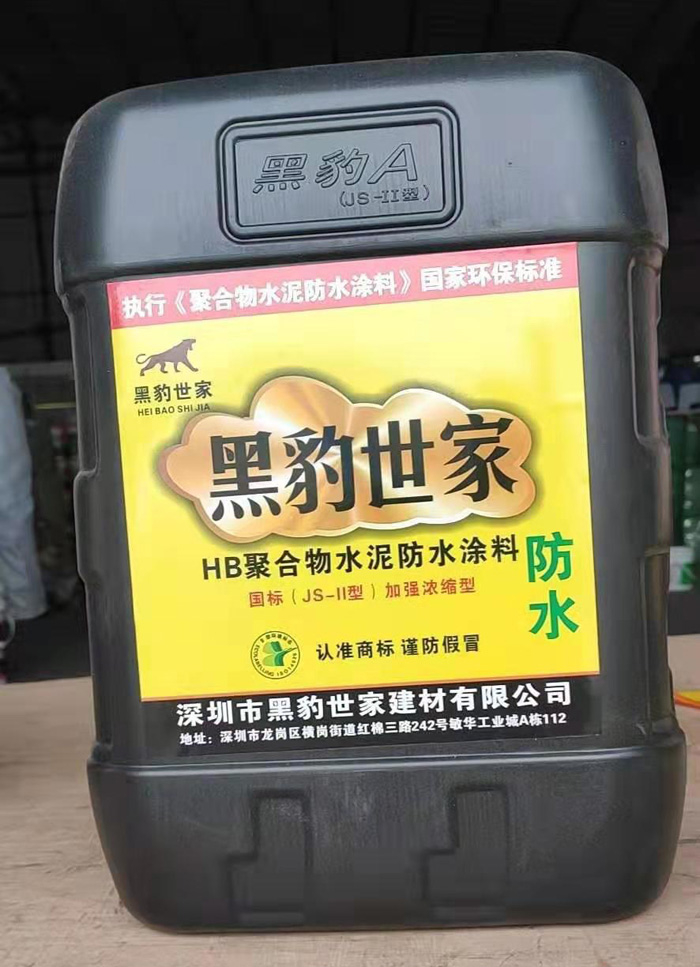 黑豹A
(JS-II型)
执行《聚合物水泥防水涂料》国家环保标准
黑豹世家
HEI BAO SHI JIA
黑豹世家
HB聚合物水泥防水涂料
国标（JS-II型）加强浓缩型
防水
认准商标 谨防假冒
深圳市黑豹世家建材有限公司
地址：深圳市龙岗区横岗街道红棉三路242号敏华工业城A栋112